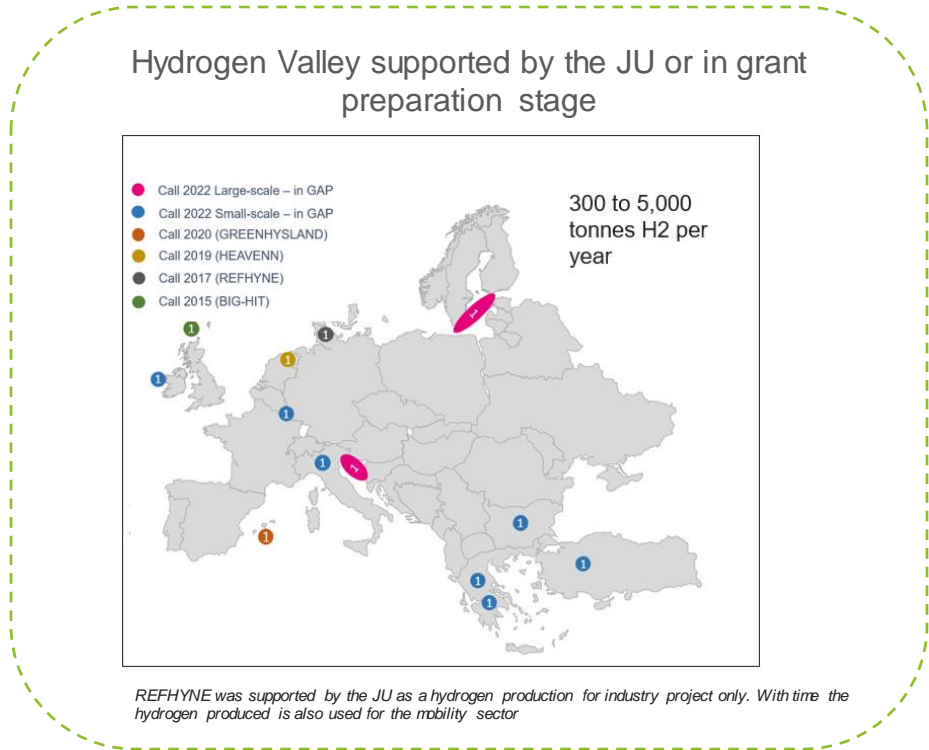 Hydrogen Valley supported by the JU or in grant
preparation stage
Call 2022 Large-scale – in GAP
Call 2022 Small-scale – in GAP
Call 2020 (GREENHYSLAND)
Call 2019 (HEAVENN)
Call 2017 (REFHYNE)
Call 2015 (BIG-HIT)
300 to 5,000
tonnes H2 per
year
1
1
1
1
1
1
1
1
1
1
1
1
1
REFHYNE was supported by the JU as a hydrogen production for industry project only. With time the
hydrogen produced is also used for the mobility sector